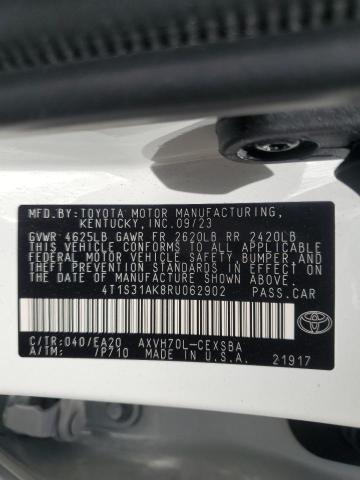 MFD.BY:TOYOTA MOTOR MANUFACTURING,
KENTUCKY,INC.09/23
GVWR 4625LB GAWR FR 2620LB RR 2420LB
THIS VEHICLE CONFORMS TO ALL APPLICABLE
FEDERAL MOTOR VEHICLE SAFETY,BUMPER,AND
THEFT PREVENTION STANDARDS IN EFFECT ON
THE DATE OF MANUFACTURE SHOWN ABOVE.
4T1S31AK8RU062902 PASS.CAR
C/TR:040/EA20 AXVH70L-CEXSBA
A/TM: /P710 MADE IN U.S.A.
21917